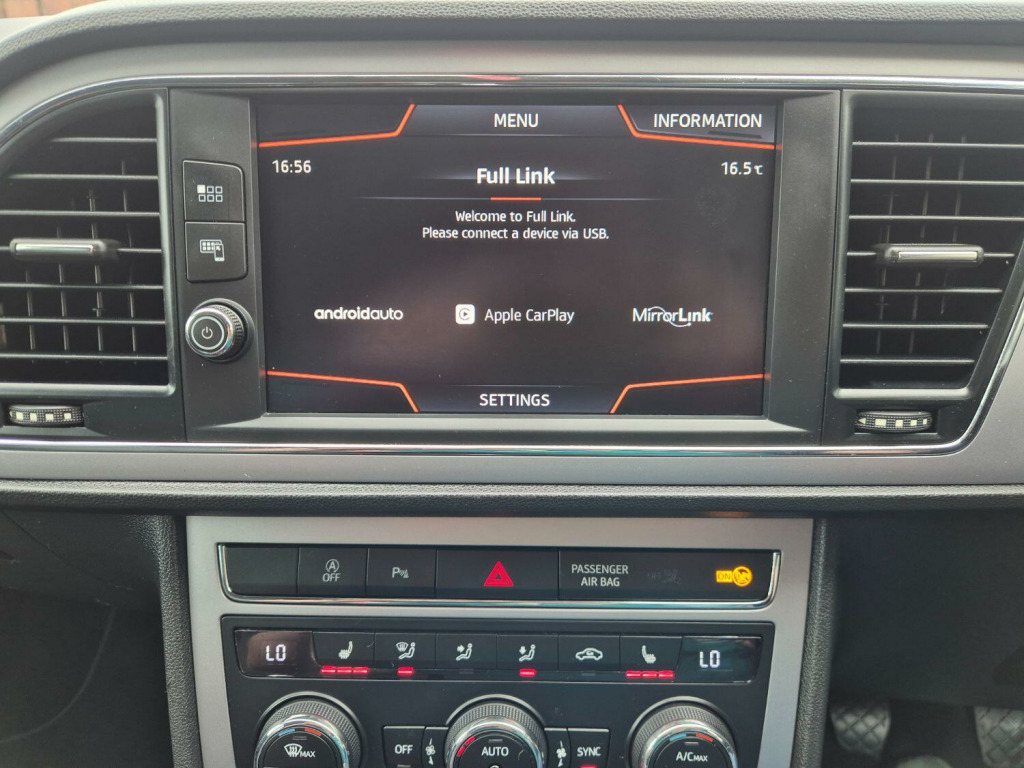 MENU
INFORMATION
16:56
16.5℃
Full Link
Welcome to Full Link.
Please connect a device via USB.
androidauto
Apple CarPlay
MirrorLink
SETTINGS
A
OFF
P
PASSENGER
AIR BAG
ON
LO
LO
MAX
OFF
AUTO
SYNC
A/C MAX